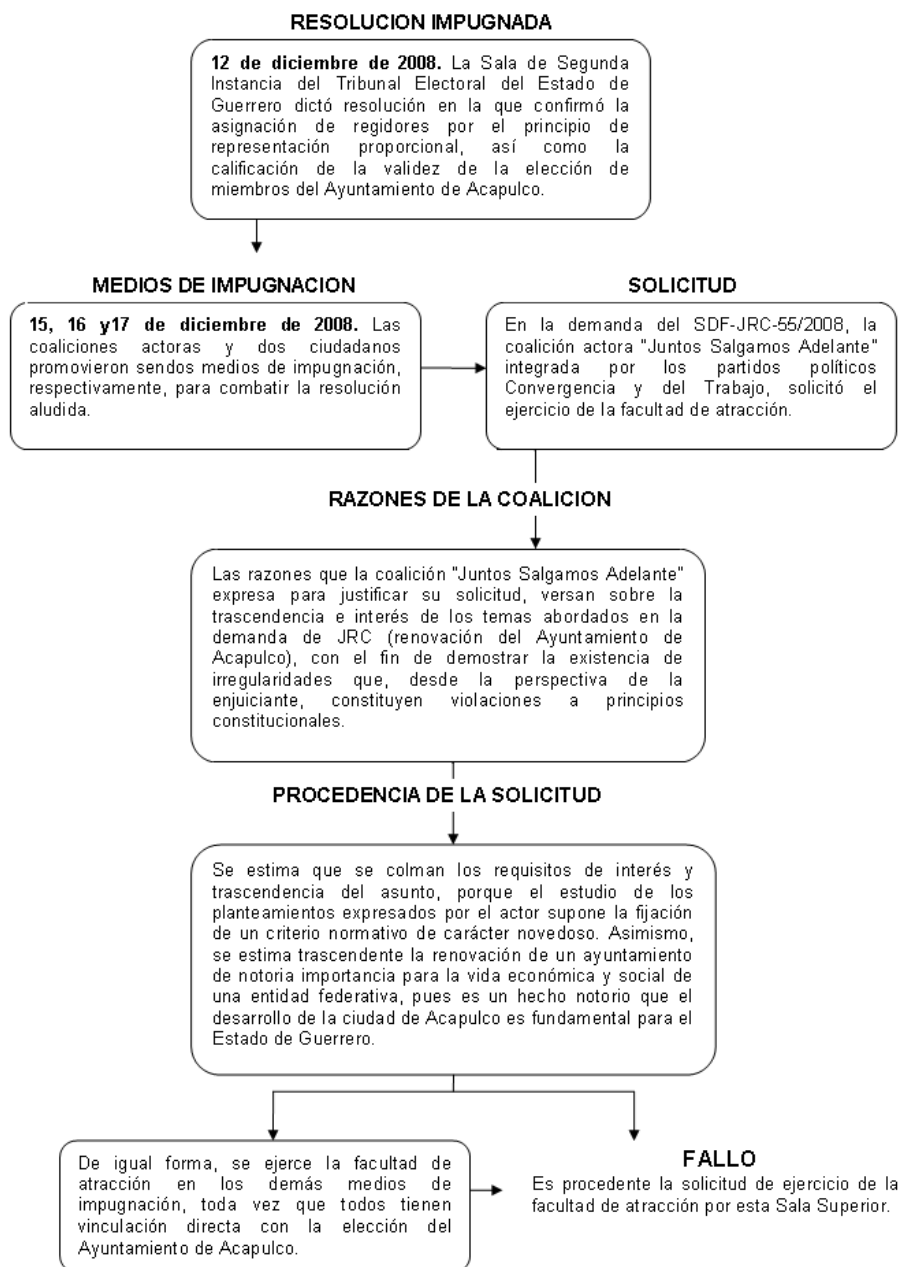 RESOLUCION IMPUGNADA
12 de diciembre de 2008. La Sala de Segunda
Instancia del Tribunal Electoral del Estado de
Guerrero dictó resolución en la que confirmó la
asignación de regidores por el principio de
representación proporcional, así como la
calificación de la validez de la elección de
miembros del Ayuntamiento de Acapulco.
MEDIOS DE IMPUGNACION
15, 16 y17 de diciembre de 2008. Las
coaliciones actoras y dos ciudadanos
promovieron sendos medios de impugnación,
respectivamente, para combatir la resolución
aludida.
SOLICITUD
En la demanda del SDF-JRC-55/2008, la
coalición actora "Juntos Salgamos Adelante"
integrada por los partidos políticos
Convergencia y del Trabajo, solicitó el
ejercicio de la facultad de atracción.
RAZONES DE LA COALICION
Las razones que la coalición "Juntos Salgamos Adelante"
expresa para justificar su solicitud, versan sobre la
trascendencia e interés de los temas abordados en la
demanda de JRC (renovación del Ayuntamiento de
Acapulco), con el fin de demostrar la existencia de
irregularidades que, desde la perspectiva de la
enjuiciante, constituyen violaciones a principios
constitucionales.
PROCEDENCIA DE LA SOLICITUD
Se estima que se colman los requisitos de interés y
trascendencia del asunto, porque el estudio de los
planteamientos expresados por el actor supone la fijación
de un criterio normativo de carácter novedoso. Asimismo,
se estima trascendente la renovación de un ayuntamiento
de notoria importancia para la vida económica y social de
una entidad federativa, pues es un hecho notorio que el
desarrollo de la ciudad de Acapulco es fundamental para el
Estado de Guerrero.
De igual forma, se ejerce la facultad de
atracción en los demás medios de
impugnación, toda vez que todos tienen
vinculación directa con la elección del
Ayuntamiento de Acapulco.
FALLO
Es procedente la solicitud de ejercicio de la
facultad de atracción por esta Sala Superior.